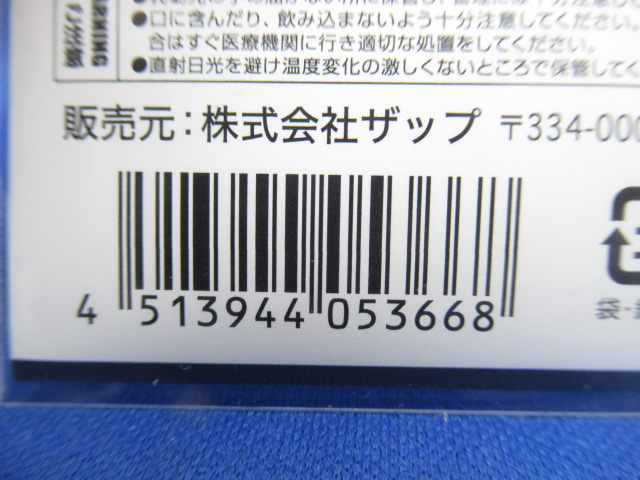 ●口に含んだり、飲み込まないよう十分注意してください。
合はすぐ医療機関に行き適切な処置をしてください。
●直射日光を避け温度変化の激しくないところで保管してく
WARNING
販売元：株式会社ザップ 〒334-000
4 513944 053668
袋・